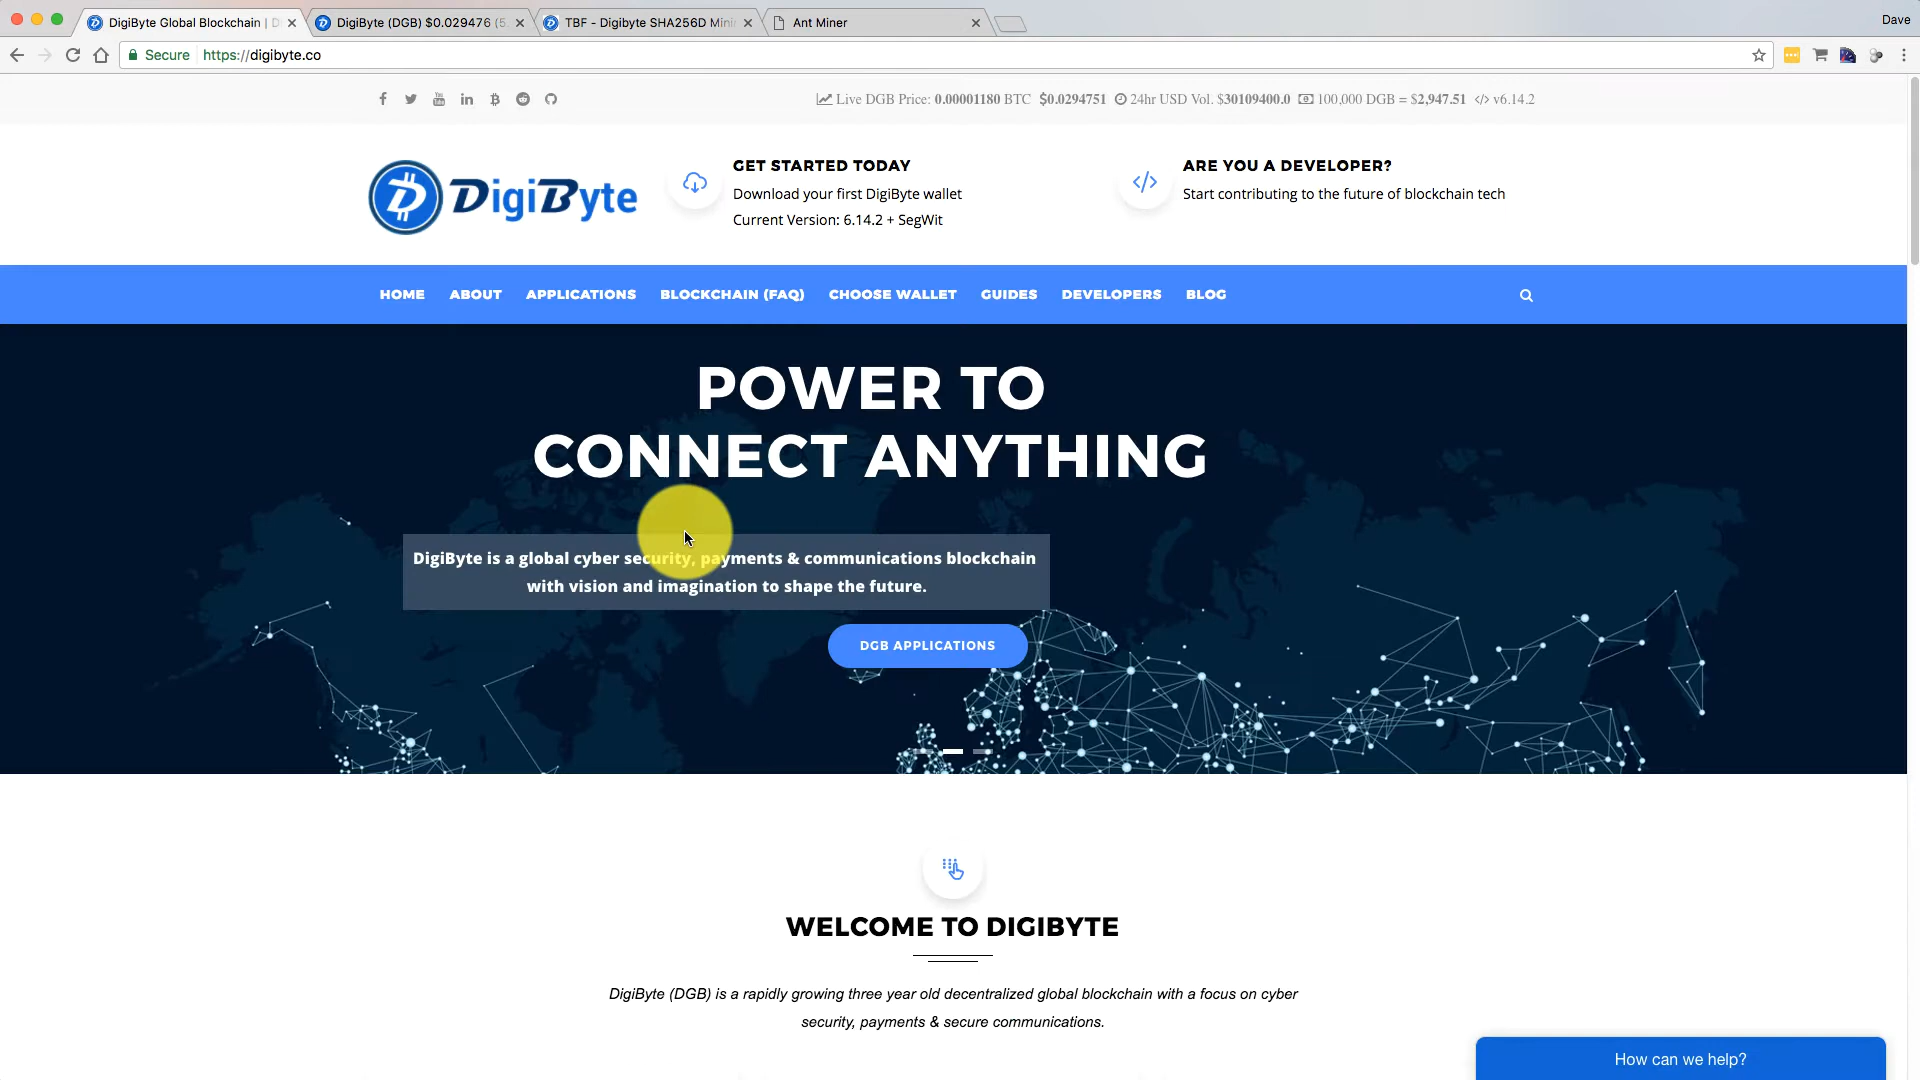 DigiByte Global Blockchain | D
DigiByte (DGB) $0.029476 (5
TBF - Digibyte SHA256D Mini
Ant Miner
Dave
Secure
https://digibyte.co
Live DGB Price: 0.00001180 BTC $0.0294751 24hr USD Vol. $30109400.0 100,000 DGB = $2,947.51 </> v6.14.2
DigiByte
GET STARTED TODAY
Download your first DigiByte wallet
Current Version: 6.14.2 + SegWit
</>
ARE YOU A DEVELOPER?
Start contributing to the future of blockchain tech
HOME ABOUT APPLICATIONS BLOCKCHAIN (FAQ) CHOOSE WALLET GUIDES DEVELOPERS BLOG
POWER TO
CONNECT ANYTHING
DigiByte is a global cyber security, payments & communications blockchain
with vision and imagination to shape the future.
DGB APPLICATIONS
WELCOME TO DIGIBYTE
DigiByte (DGB) is a rapidly growing three year old decentralized global blockchain with a focus on cyber
security, payments & secure communications.
How can we help?